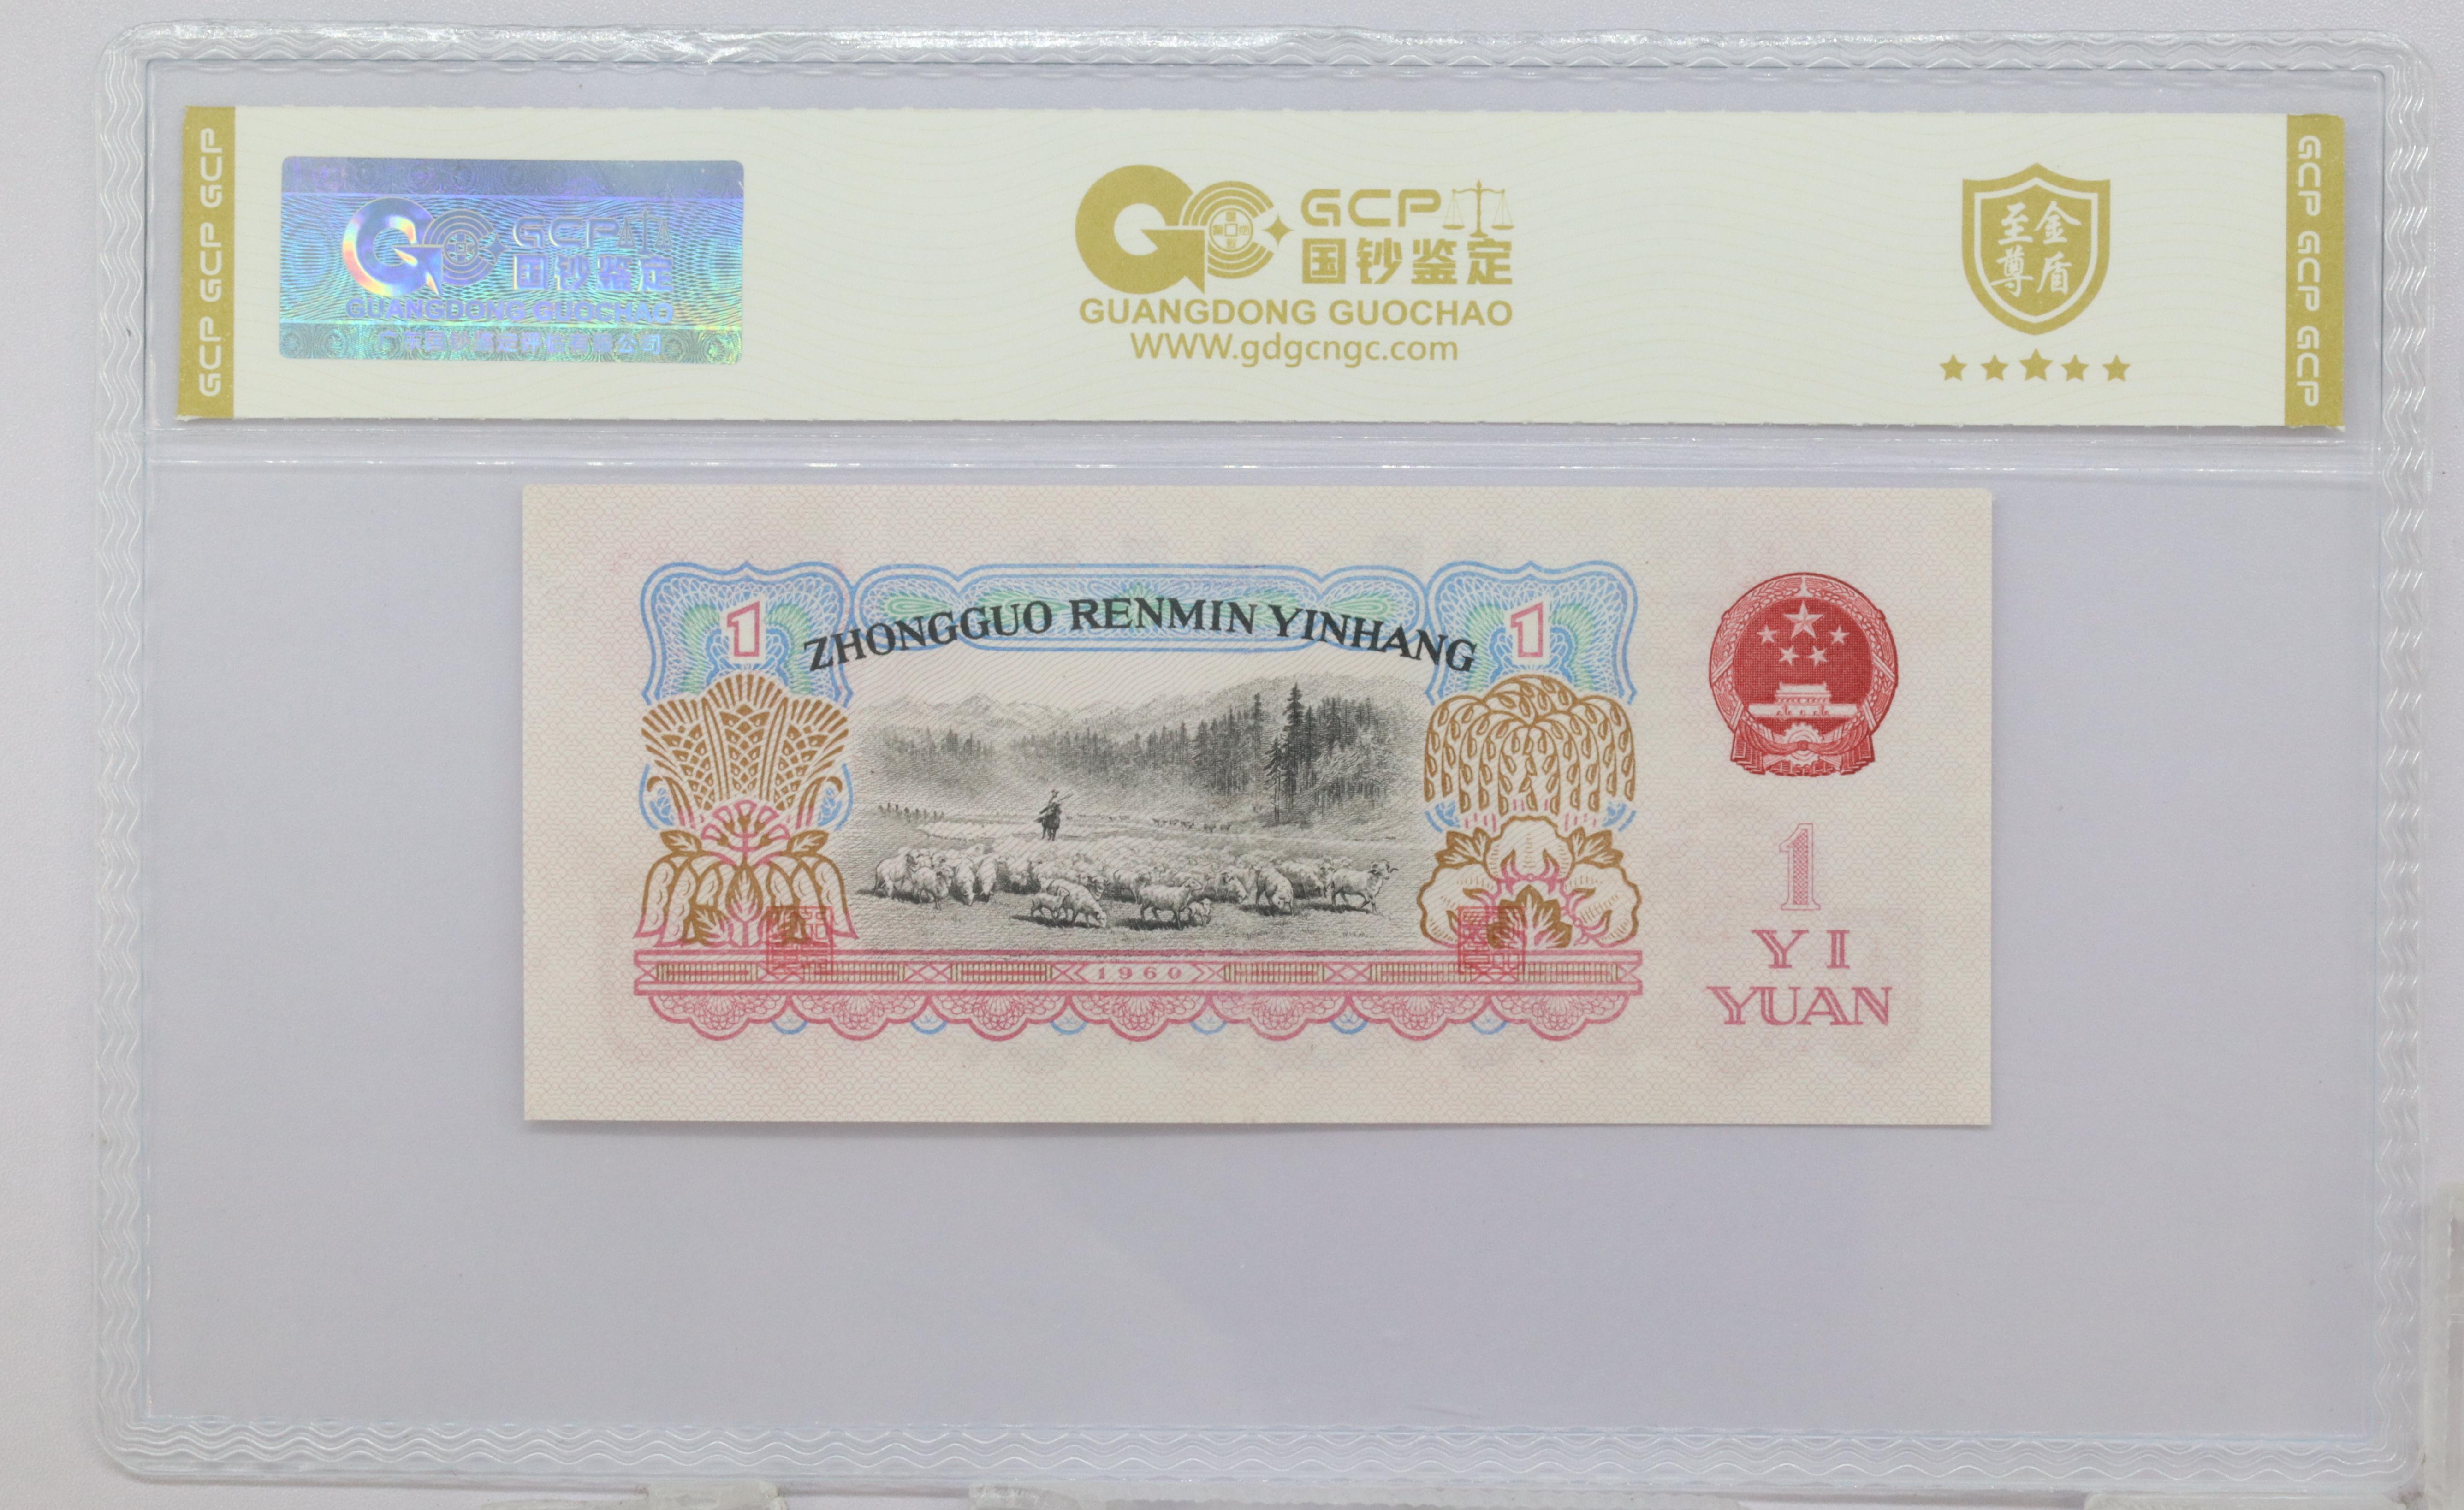 GCP GCP GCP
GCP
国钞鉴定
GUANGDONG GUOCHAO
GCP
国钞鉴定
GUANGDONG GUOCHAO
WWW.gdgcngc.com
至金
尊盾
GCP GCP GCP
ZHONGGUO RENMIN YINHANG
1
1
1960
1
YI
YUAN